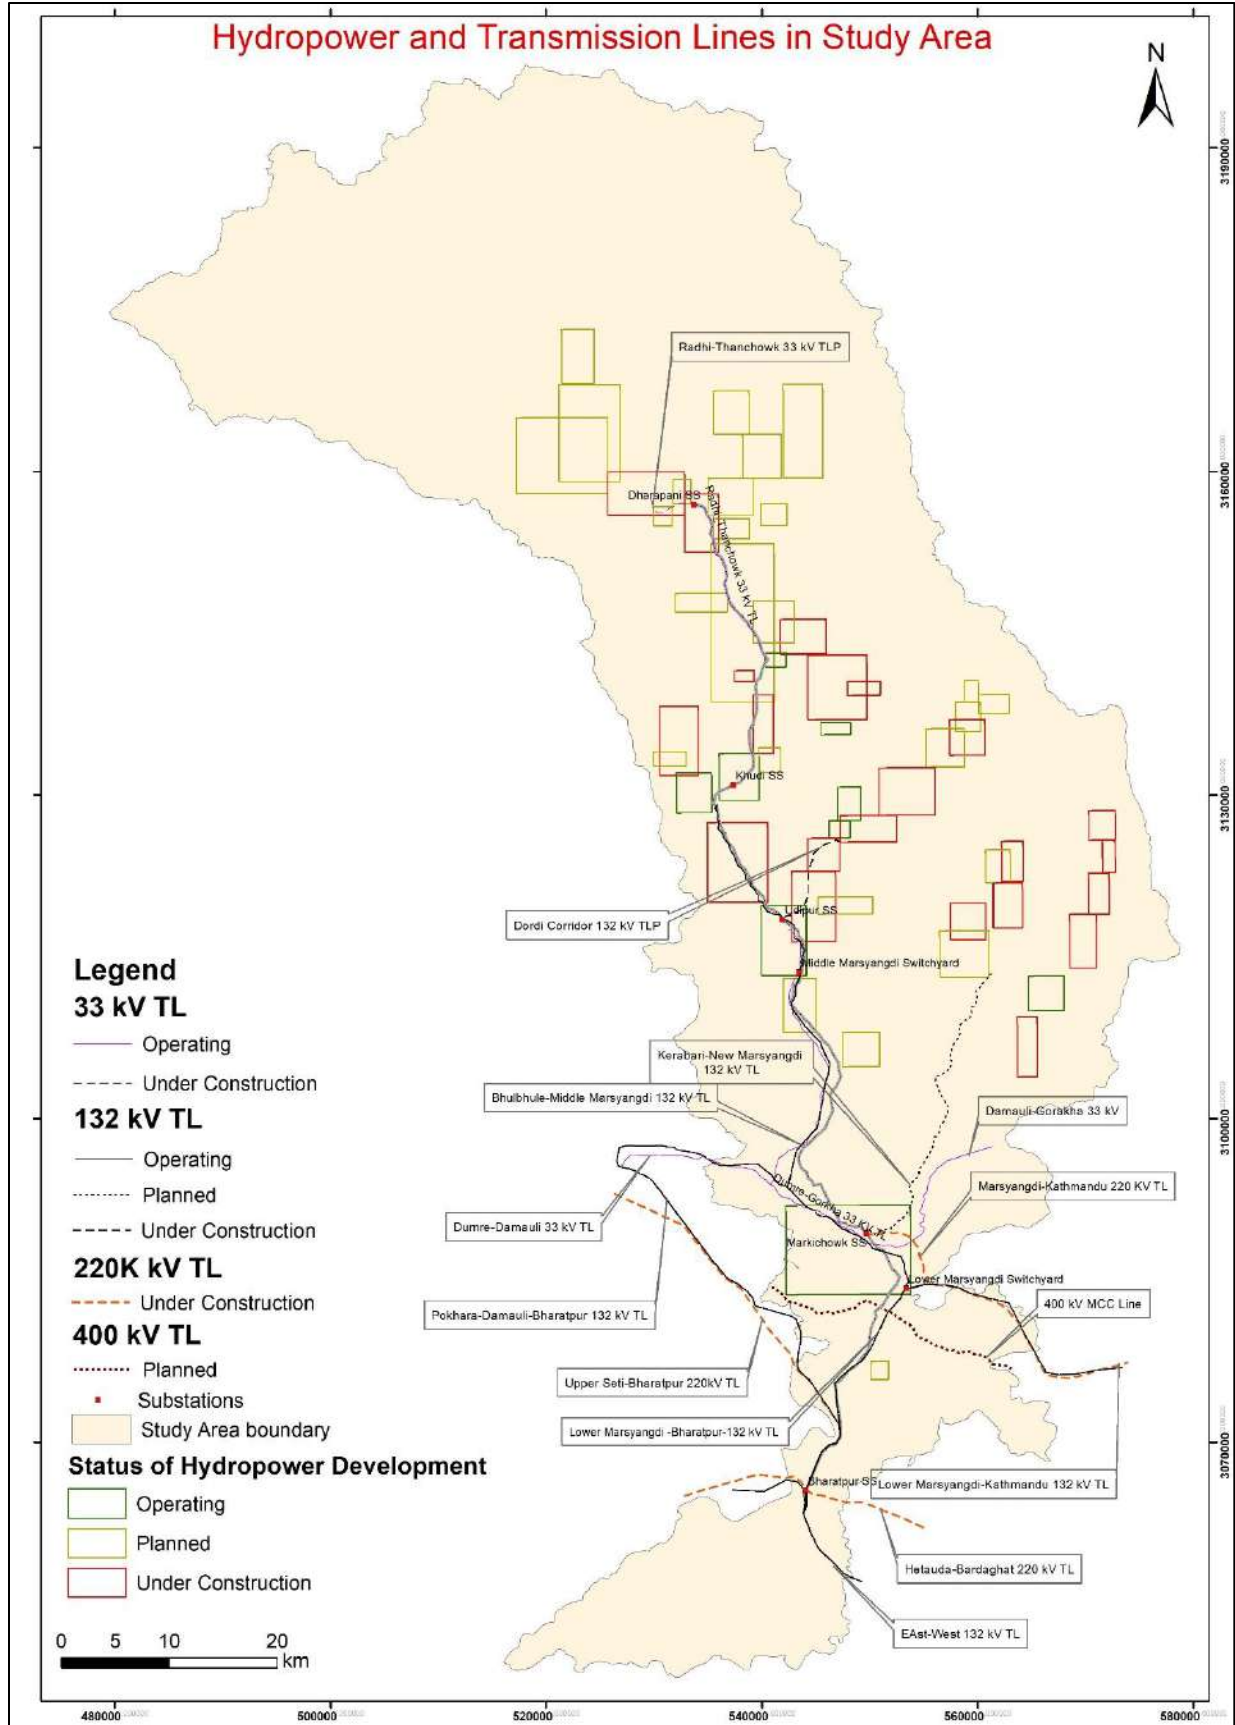 Hydropower and Transmission Lines in Study Area
N
Radhi-Thanchowk 33 kV TLP
Dharapani SS
Radhi-Thanchowk 33 kV TL
Khudi SS
Udipur SS
Dordi Corridor 132 kV TLP
Middle Marsyangdi Switchyard
Kerabari-New Marsyangdi
132 kV TL
Bhulbhule-Middle Marsyangdi 132 kV TL
Damauli-Gorakha 33 kV
Marsyangdi-Kathmandu 220 KV TL
Dumre-Gorkha 33 KV TL
Dumre-Damauli 33 kV TL
Markichowk SS
Lower Marsyangdi Switchyard
400 kV MCC Line
Pokhara-Damauli-Bharatpur 132 kV TL
Upper Seti-Bharatpur 220kV TL
Lower Marsyangdi -Bharatpur-132 kV TL
Bharatpur SS
Lower Marsyangdi-Kathmandu 132 kV TL
Hetauda-Bardaghat 220 kV TL
EAst-West 132 kV TL
Legend
33 kV TL
Operating
Under Construction
132 kV TL
Operating
Planned
Under Construction
220K kV TL
Under Construction
400 kV TL
Planned
Substations
Study Area boundary
Status of Hydropower Development
Operating
Planned
Under Construction
0 5 10 20
km
480000 500000 520000 540000 560000 580000
3190000
3160000
3130000
3100000
3070000